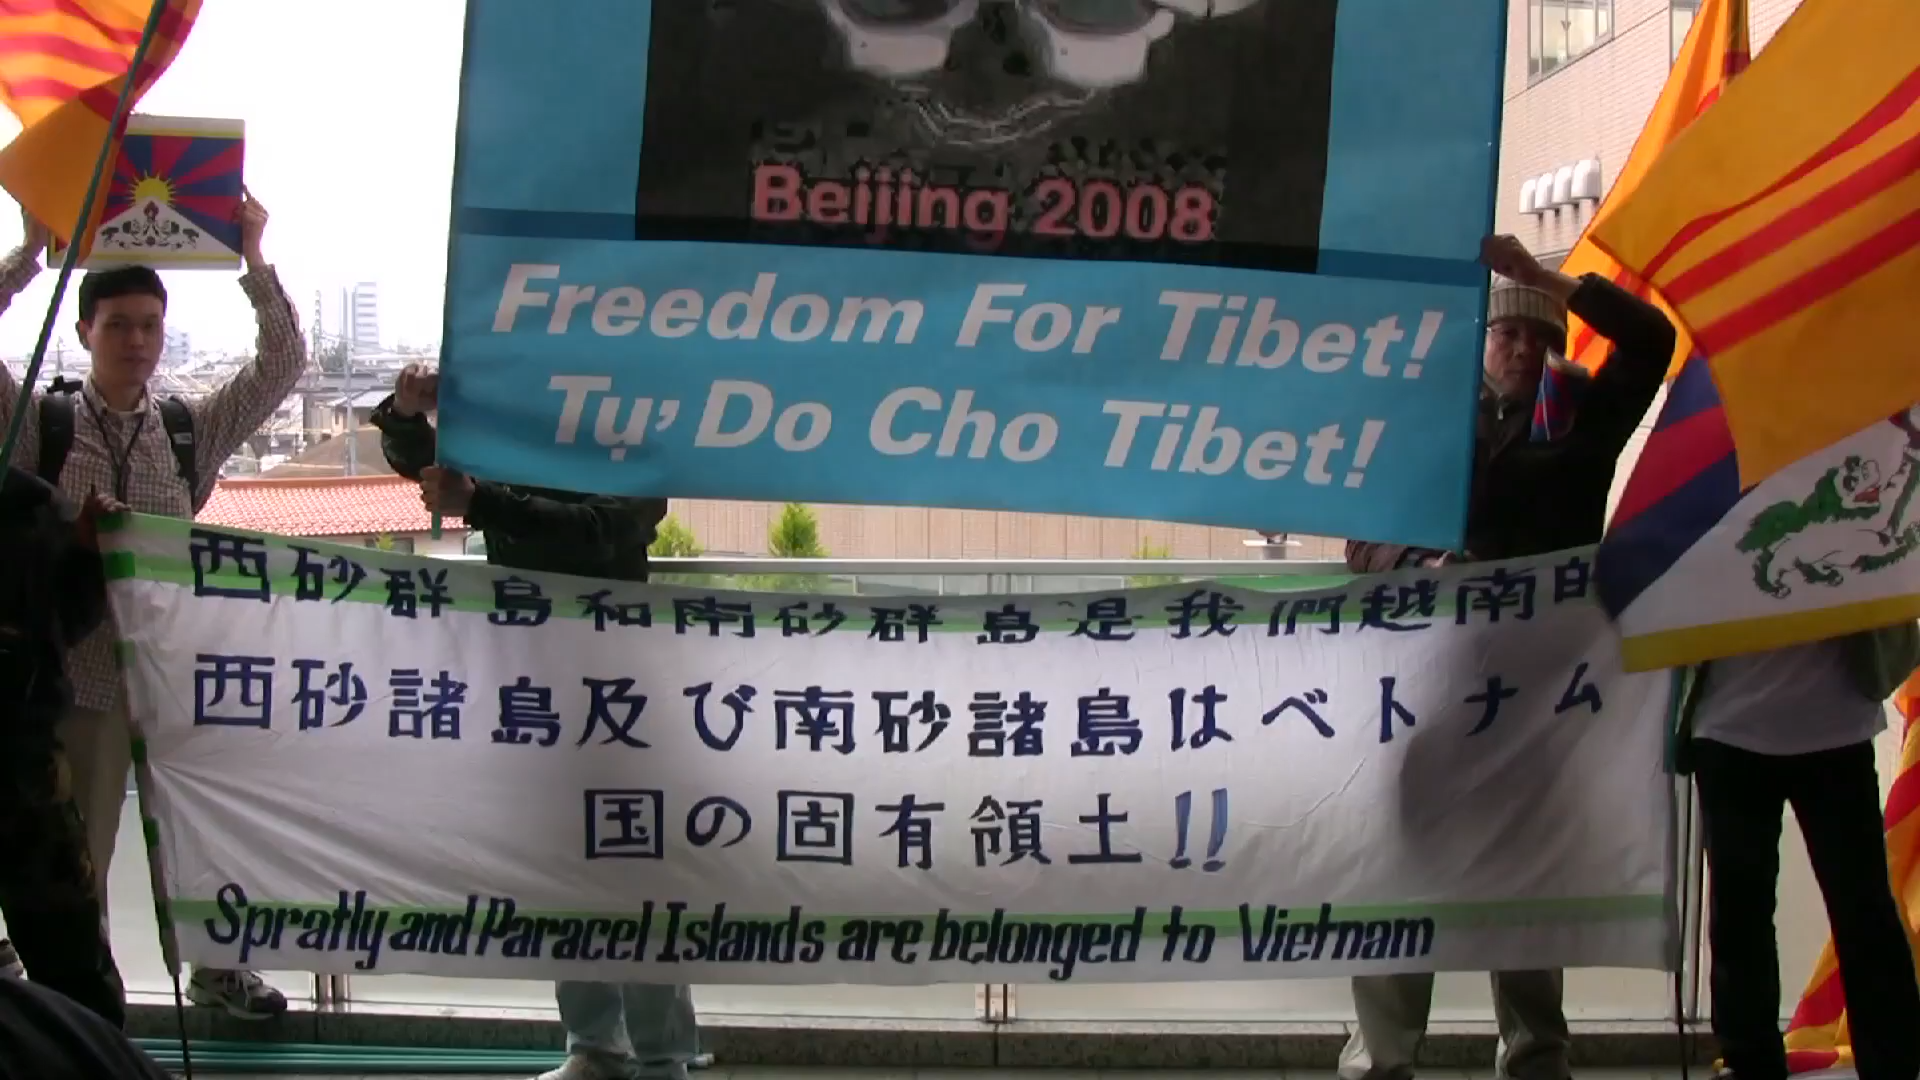 Beijing 2008
Freedom For Tibet!
Tự Do Cho Tibet!
西砂群島和南砂群島是我們越南的
西砂諸島及び南砂諸島はベトナム
国の固有領土!!
Spratly and Paracel Islands are belonged to Vietnam